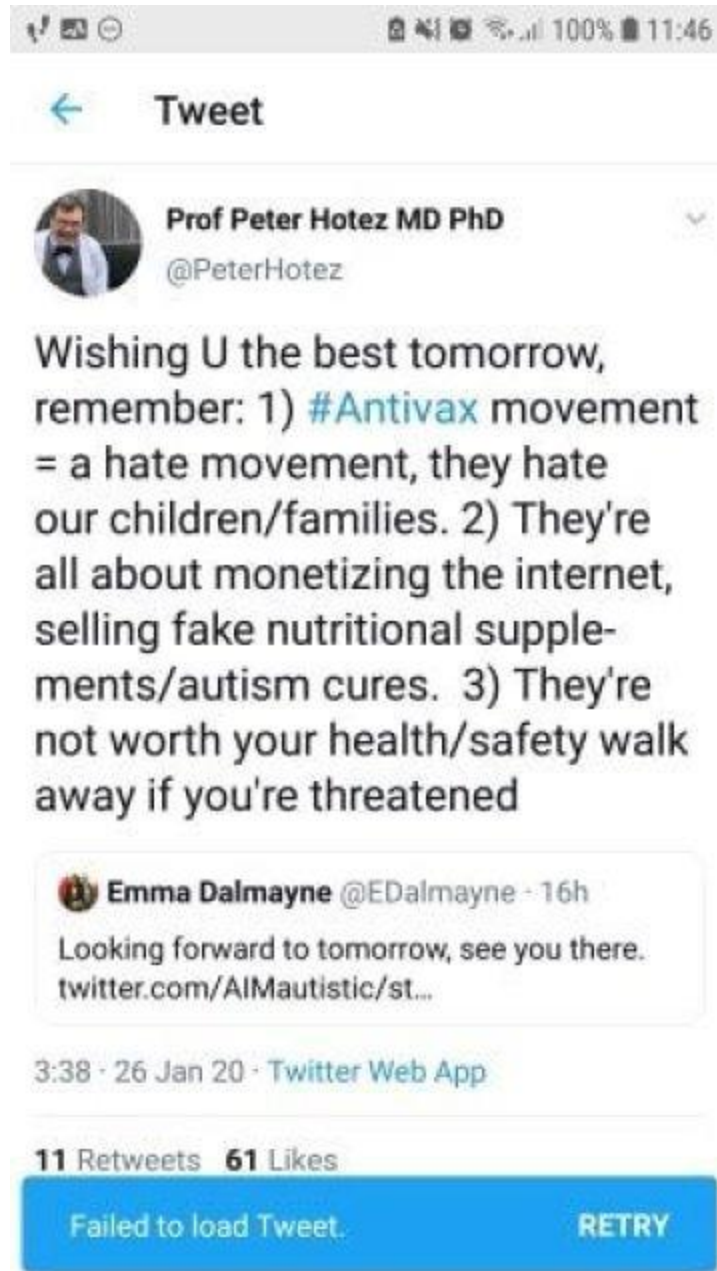 100% 11:46
Tweet
Prof Peter Hotez MD PhD
@PeterHotez
Wishing U the best tomorrow,
remember: 1) #Antivax movement
= a hate movement, they hate
our children/families. 2) They're
all about monetizing the internet,
selling fake nutritional supple-
ments/autism cures.  3) They're
not worth your health/safety walk
away if you're threatened
Emma Dalmayne @EDalmayne · 16h
Looking forward to tomorrow, see you there.
twitter.com/AIMautistic/st...
3:38 · 26 Jan 20 · Twitter Web App
11 Retweets 61 Likes
Failed to load Tweet. RETRY